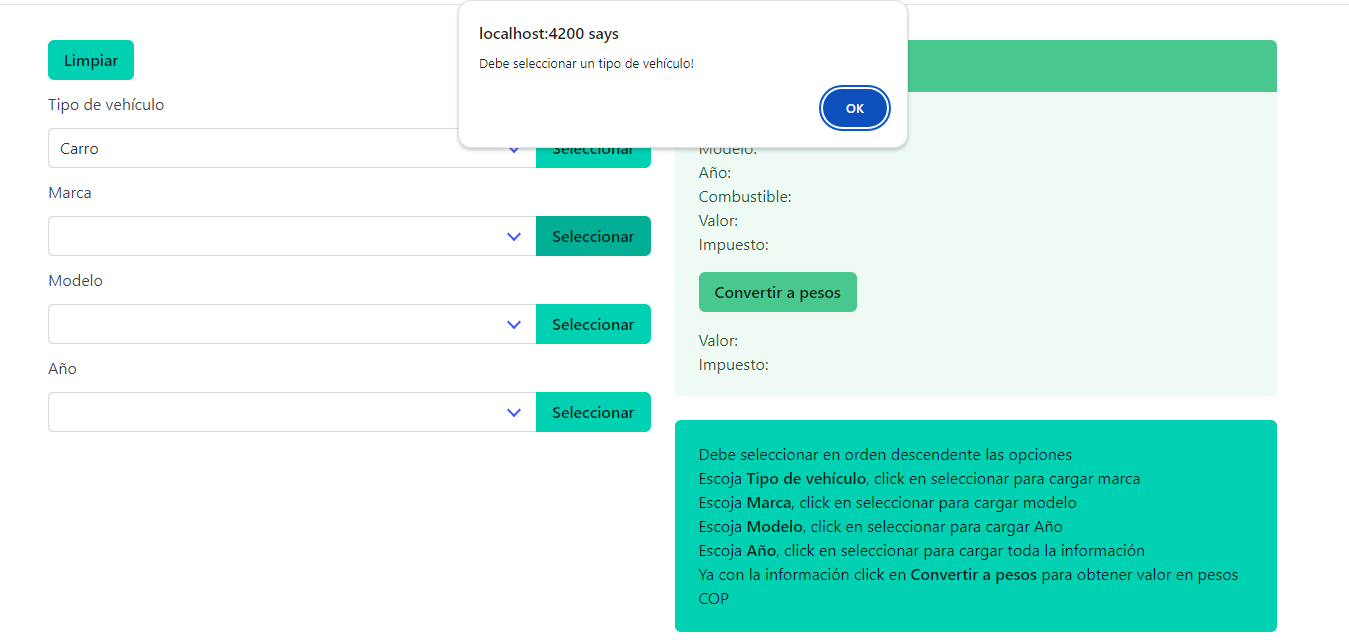 localhost:4200 says
Debe seleccionar un tipo de vehículo!
OK
Limpiar
Tipo de vehículo
Carro
Seleccionar
Marca
Seleccionar
Modelo
Seleccionar
Año
Seleccionar
Modelo:
Año:
Combustible:
Valor:
Impuesto:
Convertir a pesos
Valor:
Impuesto:
Debe seleccionar en orden descendente las opciones
Escoja Tipo de vehículo, click en seleccionar para cargar marca
Escoja Marca, click en seleccionar para cargar modelo
Escoja Modelo, click en seleccionar para cargar Año
Escoja Año, click en seleccionar para cargar toda la información
Ya con la información click en Convertir a pesos para obtener valor en pesos
COP